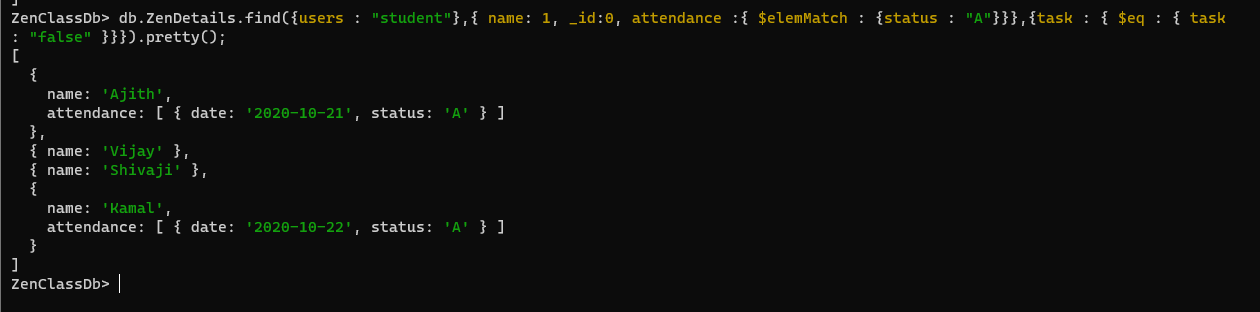 ]
ZenClassDb> db.ZenDetails.find({users : "student"},{ name: 1, _id:0, attendance :{ $elemMatch : {status : "A"}}},{task : { $eq : { task
: "false" }}}).pretty();
[
  {
    name: 'Ajith',
    attendance: [ { date: '2020-10-21', status: 'A' } ]
  },
  { name: 'Vijay' },
  { name: 'Shivaji' },
  {
    name: 'Kamal',
    attendance: [ { date: '2020-10-22', status: 'A' } ]
  }
]
ZenClassDb>